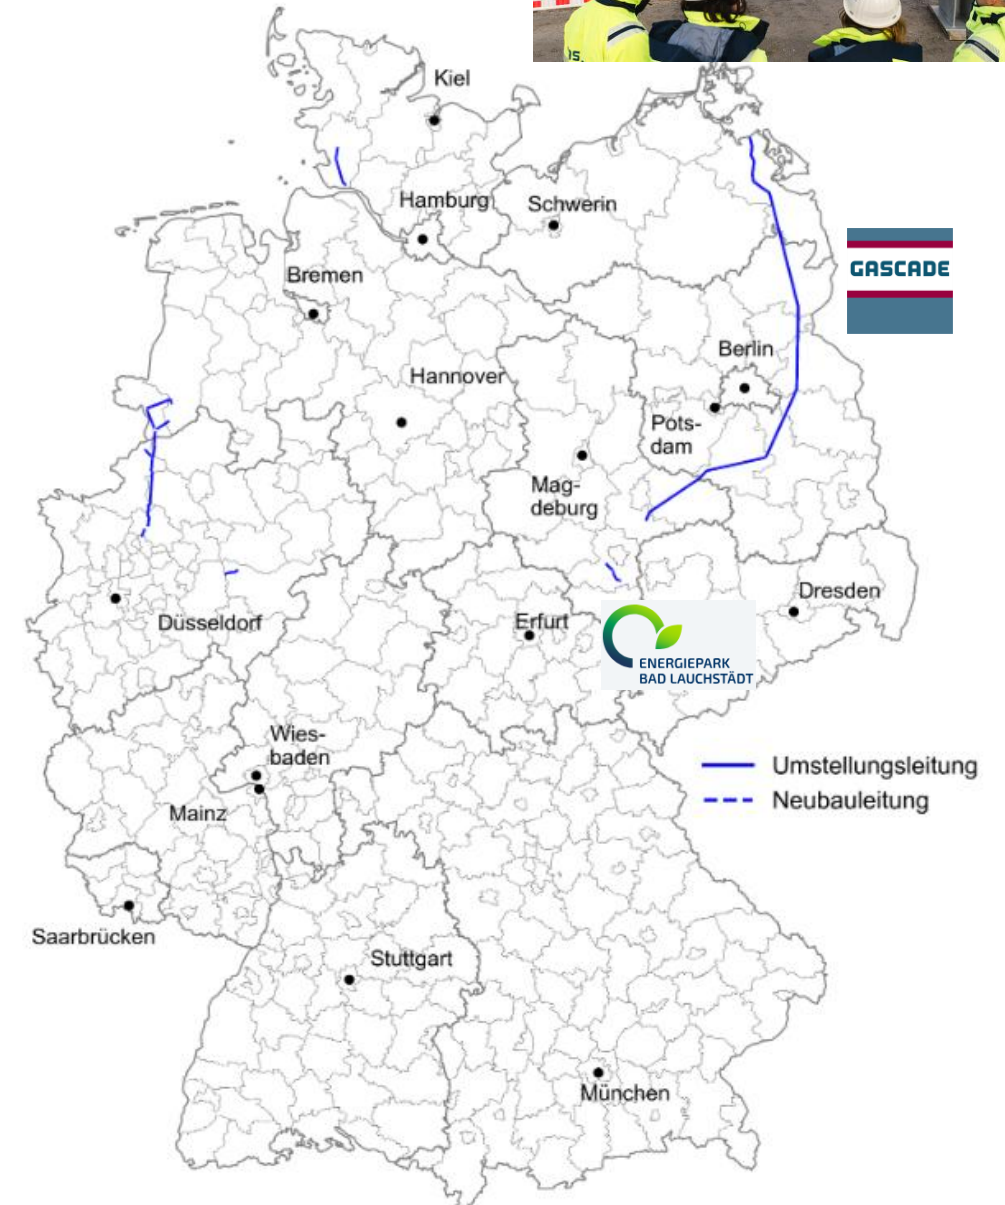 Kiel
Hamburg
Schwerin
Bremen
GASCADE
Berlin
Hannover
Pots-
dam
Mag-
deburg
Dresden
Düsseldorf
Erfurt
ENERGIEPARK
BAD LAUCHSTÄDT
Wies-
baden
Umstellungsleitung
Neubauleitung
Mainz
Saarbrücken
Stuttgart
München